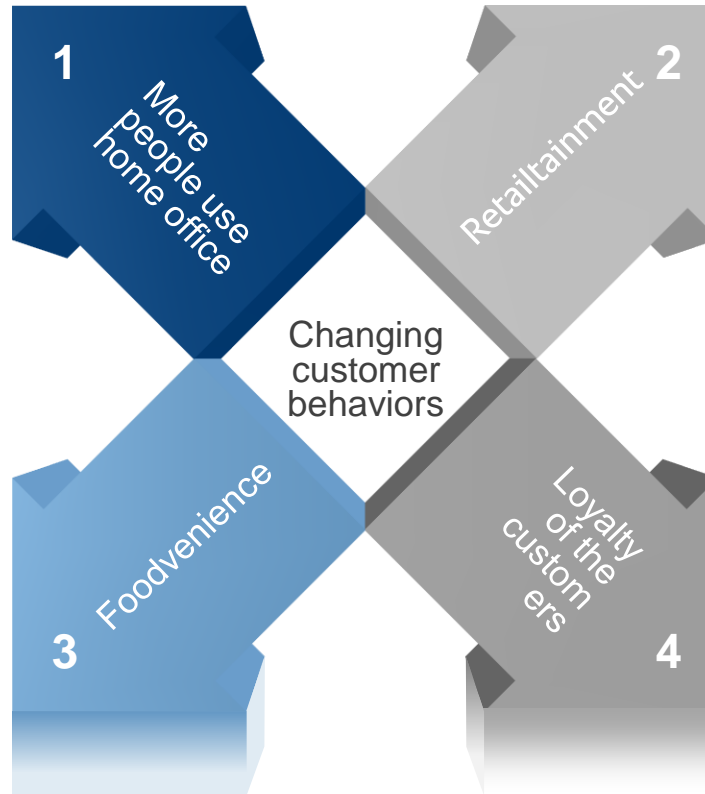 1
More
people use
home office
2
Retailtainment
Changing
customer
behaviors
3
Foodvenience
4
Loyalty
of the
custom
ers